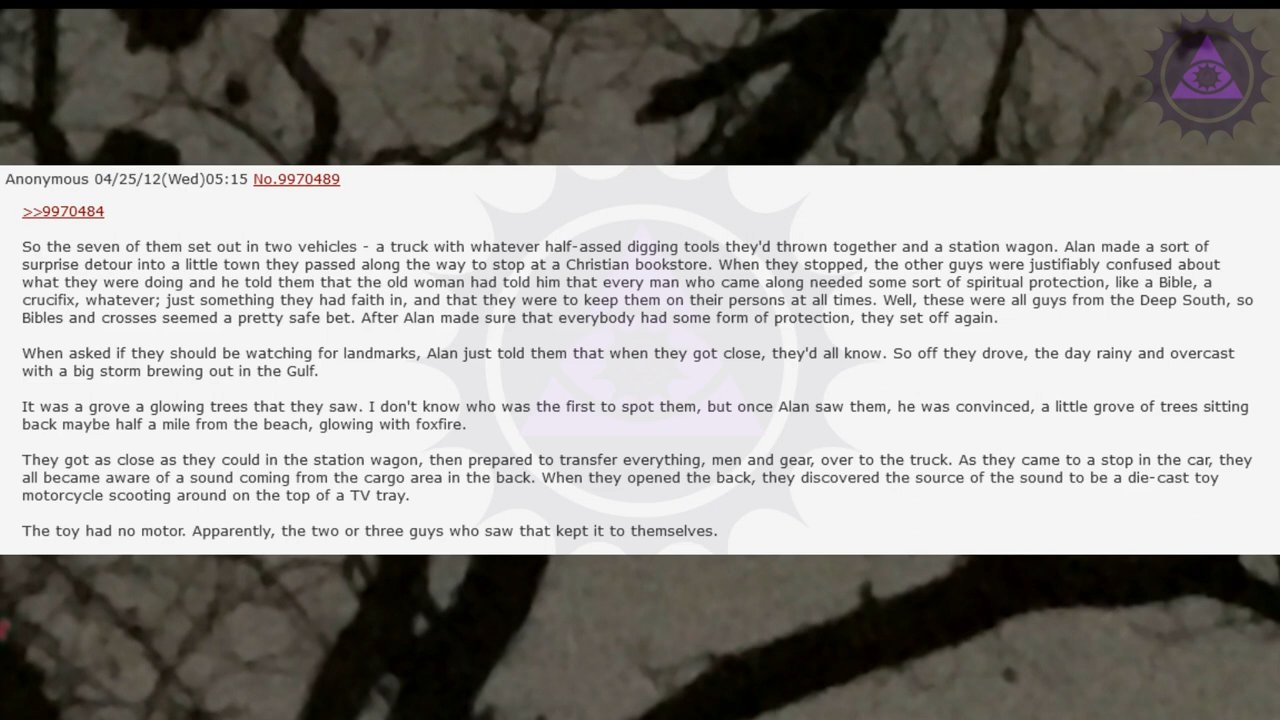 Anonymous 04/25/12(Wed)05:15 No.9970489
>>9970484
So the seven of them set out in two vehicles - a truck with whatever half-assed digging tools they'd thrown together and a station wagon. Alan made a sort of
surprise detour into a little town they passed along the way to stop at a Christian bookstore. When they stopped, the other guys were justifiably confused about
what they were doing and he told them that the old woman had told him that every man who came along needed some sort of spiritual protection, like a Bible, a
crucifix, whatever; just something they had faith in, and that they were to keep them on their persons at all times. Well, these were all guys from the Deep South, so
Bibles and crosses seemed a pretty safe bet. After Alan made sure that everybody had some form of protection, they set off again.
When asked if they should be watching for landmarks, Alan just told them that when they got close, they'd all know. So off they drove, the day rainy and overcast
with a big storm brewing out in the Gulf.
It was a grove a glowing trees that they saw. I don't know who was the first to spot them, but once Alan saw them, he was convinced, a little grove of trees sitting
back maybe half a mile from the beach, glowing with foxfire.
They got as close as they could in the station wagon, then prepared to transfer everything, men and gear, over to the truck. As they came to a stop in the car, they
all became aware of a sound coming from the cargo area in the back. When they opened the back, they discovered the source of the sound to be a die-cast toy
motorcycle scooting around on the top of a TV tray.
The toy had no motor. Apparently, the two or three guys who saw that kept it to themselves.